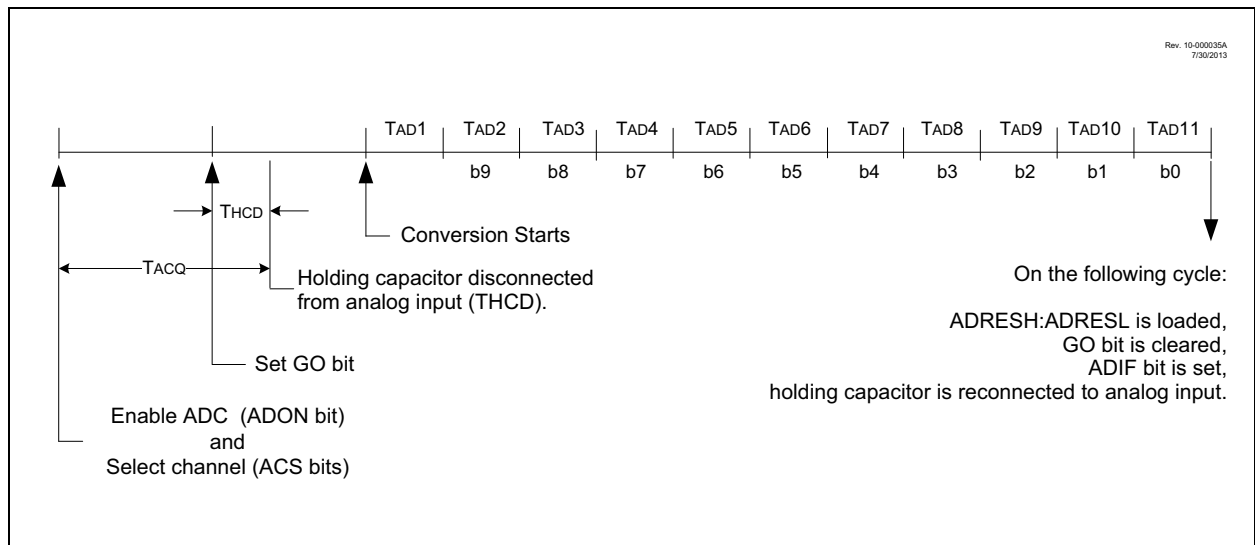 Rev. 10-000035A
7/30/2013
TAD1 TAD2 TAD3 TAD4 TAD5 TAD6 TAD7 TAD8 TAD9 TAD10 TAD11
b9 b8 b7 b6 b5 b4 b3 b2 b1 b0
THCD
Conversion Starts
TACQ
Holding capacitor disconnected
from analog input (THCD).
Set GO bit
Enable ADC (ADON bit)
and
Select channel (ACS bits)
On the following cycle:
ADRESH:ADRESL is loaded,
GO bit is cleared,
ADIF bit is set,
holding capacitor is reconnected to analog input.